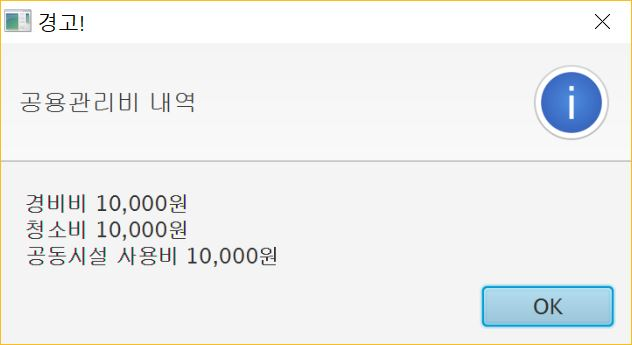 경고!
공용관리비 내역
i
경비비 10,000원
청소비 10,000원
공동시설 사용비 10,000원
OK